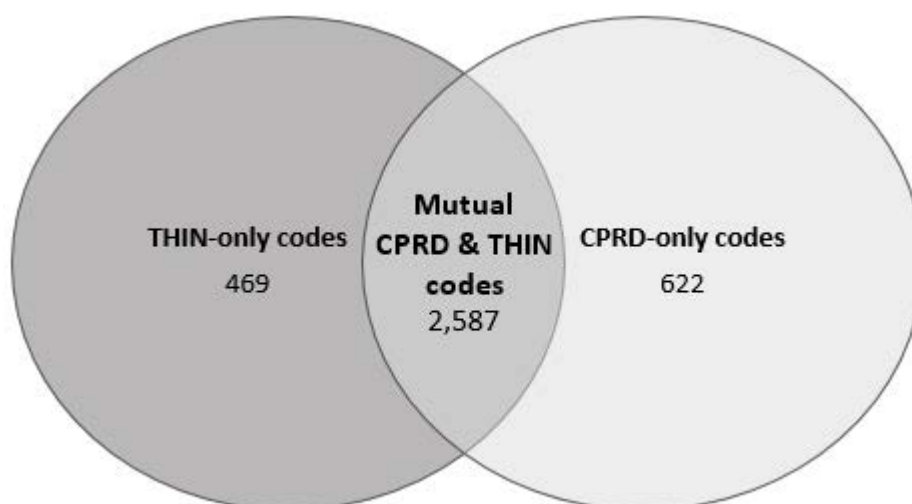 THIN-only codes
469
Mutual
CPRD & THIN
codes
2,587
CPRD-only codes
622